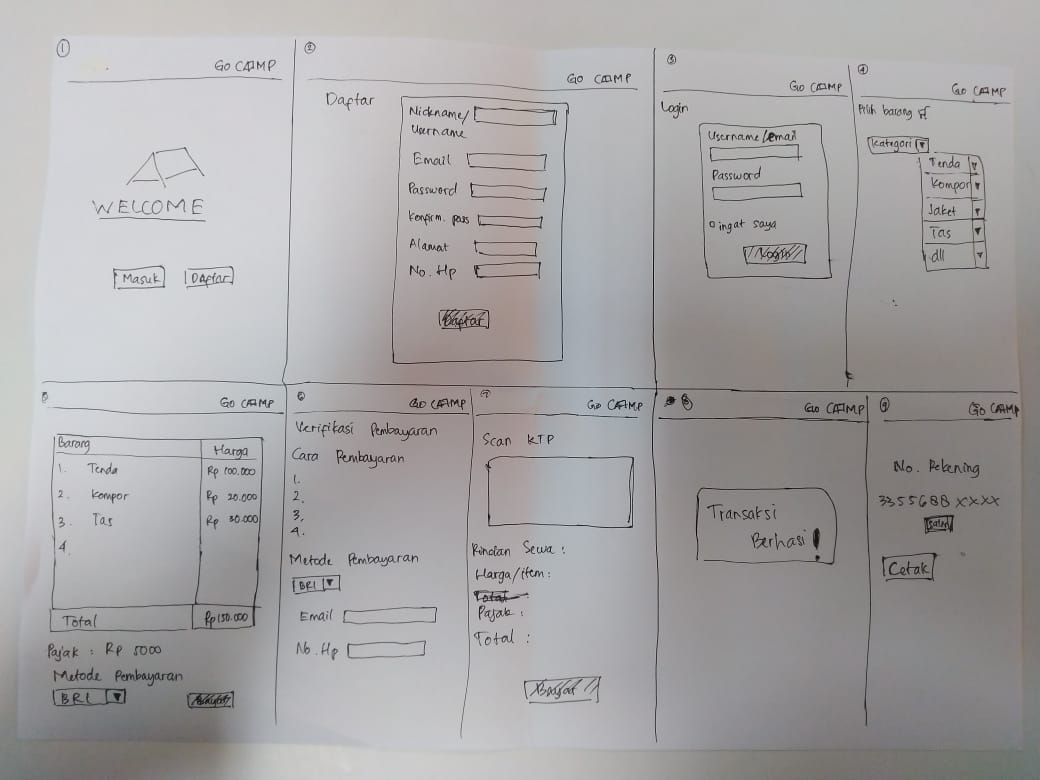 1
GO CAMP
WELCOME
Masuk
Daftar
2
GO CAMP
Daftar
Nickname/
Username
Email
Password
Konfirm. pass
Alamat
No. Hp
Daftar
3
GO CAMP
Login
Username/email
Password
ingat saya
Login
4
GO CAMP
Pilih barang
Kategori
Tenda
Kompor
Jaket
Tas
dll
5
GO CAMP
Barang Harga
1. Tenda Rp 100.000
2. Kompor Rp 20.000
3. Tas Rp 30.000
4.
Total Rp 150.000
Pajak : Rp 5000
Metode Pembayaran
BRI
6
GO CAMP
Verifikasi Pembayaran
Cara Pembayaran
1.
2.
3.
4.
Metode Pembayaran
BRI
Email
No. Hp
7
GO CAMP
Scan KTP
Rincian Sewa :
Harga/item :
Total :
Pajak :
Total :
Bayar
8
GO CAMP
Transaksi
Berhasil!
9
GO CAMP
No. Rekening
3355688 XXXX
Salin
Cetak